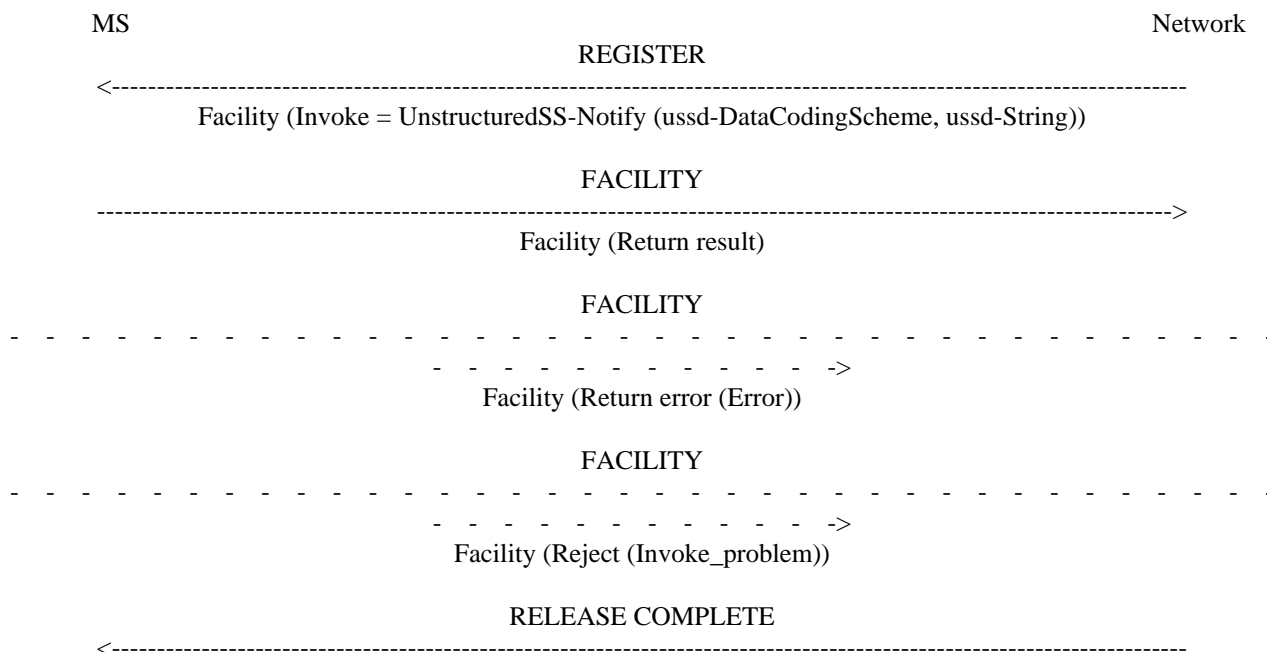 MS Network
REGISTER
<------------------------------------------------------------------------------------------------------------------------
Facility (Invoke = UnstructuredSS-Notify (ussd-DataCodingScheme, ussd-String))
FACILITY
------------------------------------------------------------------------------------------------------------------------>
Facility (Return result)
FACILITY
- - - - - - - - - - - - - - - - - - - - - - - - - - - - - - - - - - - -
- - - - - - - - - - - ->
Facility (Return error (Error))
FACILITY
- - - - - - - - - - - - - - - - - - - - - - - - - - - - - - - - - - - -
- - - - - - - - - - - ->
Facility (Reject (Invoke_problem))
RELEASE COMPLETE
<------------------------------------------------------------------------------------------------------------------------